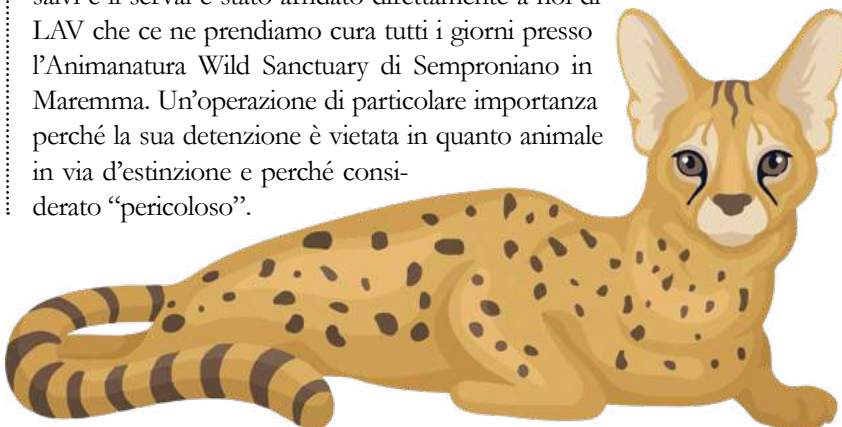 salvi e il serval è stato affidato direttamente a noi di
LAV che ce ne prendiamo cura tutti i giorni presso
l’Animanatura Wild Sanctuary di Semproniano in
Maremma. Un’operazione di particolare importanza
perché la sua detenzione è vietata in quanto animale
in via d’estinzione e perché consi-
derato “pericoloso”.